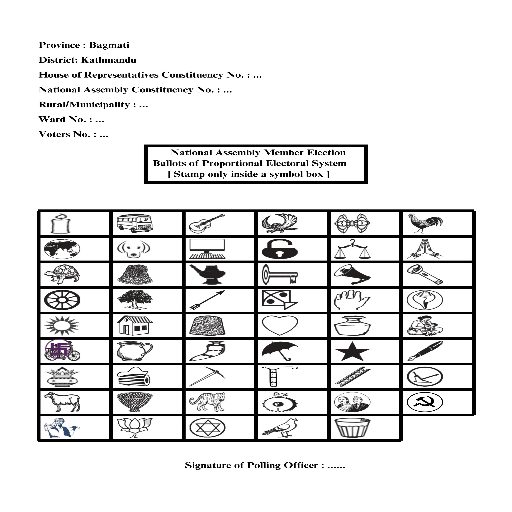 Province : Bagmati
District: Kathmandu
House of Representatives Constituency No. : ...
National Assembly Constituency No. : ...
Rural/Municipality : ...
Ward No. : ...
Voters No. : ...
National Assembly Member Election
Ballots of Proportional Electoral System
[ Stamp only inside a symbol box ]
Signature of Polling Officer : ......